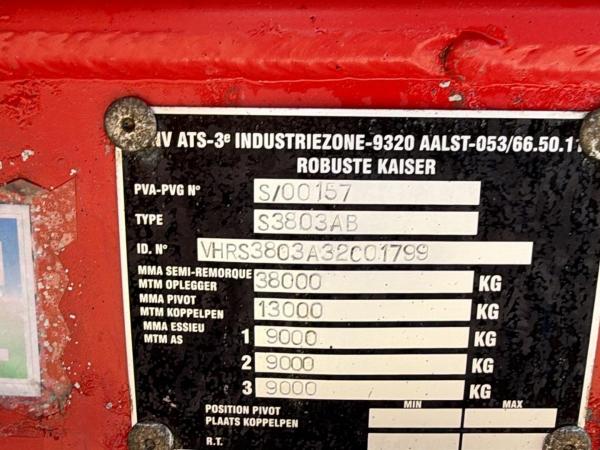 NV ATS-3e INDUSTRIEZONE-9320 AALST-053/66.50.1
ROBUSTE KAISER
PVA-PVG N° S/00157
TYPE S3803AB
ID. N° VHRS3803A32C01799
MMA SEMI-REMORQUE
MTM OPLEGGER 38000 KG
MMA PIVOT
MTM KOPPELPEN 13000 KG
MMA ESSIEU
MTM AS 1 9000 KG
2 9000 KG
3 9000 KG
MIN MAX
POSITION PIVOT
PLAATS KOPPELPEN
R.T.